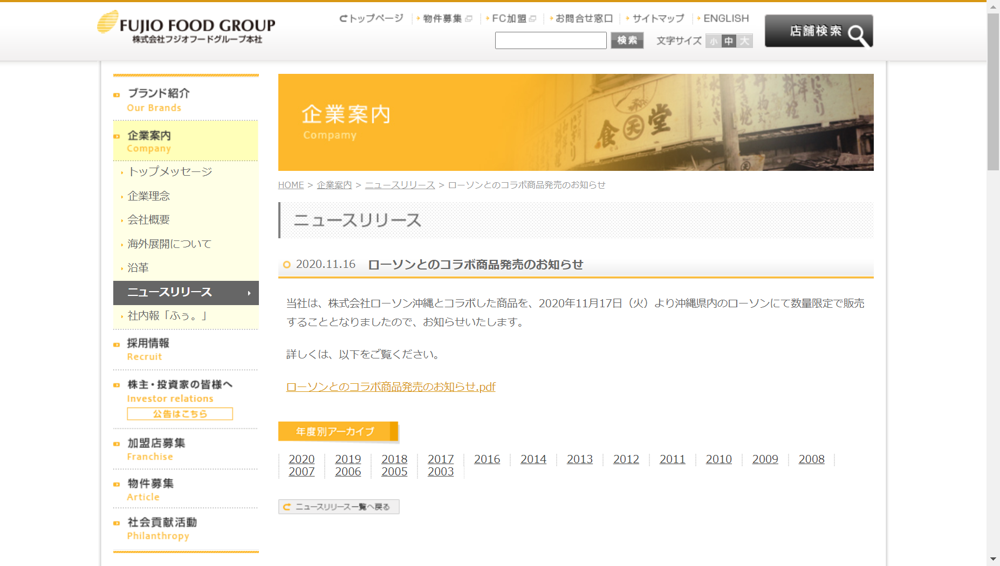 FUJIO FOOD GROUP
株式会社フジオフードグループ本社
トップページ 物件募集 FC加盟 お問合せ窓口 サイトマップ ENGLISH
検索 文字サイズ 小 中 大
店舗検索
ブランド紹介
Our Brands
企業案内
Company
トップメッセージ
企業理念
会社概要
海外展開について
沿革
ニュースリリース
社内報「ふぅ。」
採用情報
Recruit
株主・投資家の皆様へ
Investor relations
公告はこちら
加盟店募集
Franchise
物件募集
Article
社会貢献活動
Philanthropy
企業案内
Compamy
食天堂
HOME > 企業案内 > ニュースリリース > ローソンとのコラボ商品発売のお知らせ
ニュースリリース
2020.11.16 ローソンとのコラボ商品発売のお知らせ
当社は、株式会社ローソン沖縄とコラボした商品を、2020年11月17日（火）より沖縄県内のローソンにて数量限定で販売
することとなりましたので、お知らせいたします。
詳しくは、以下をご覧ください。
ローソンとのコラボ商品発売のお知らせ.pdf
年度別アーカイブ
2020 2019 2018 2017 2016 2014 2013 2012 2011 2010 2009 2008
2007 2006 2005 2003
ニュースリリース一覧へ戻る